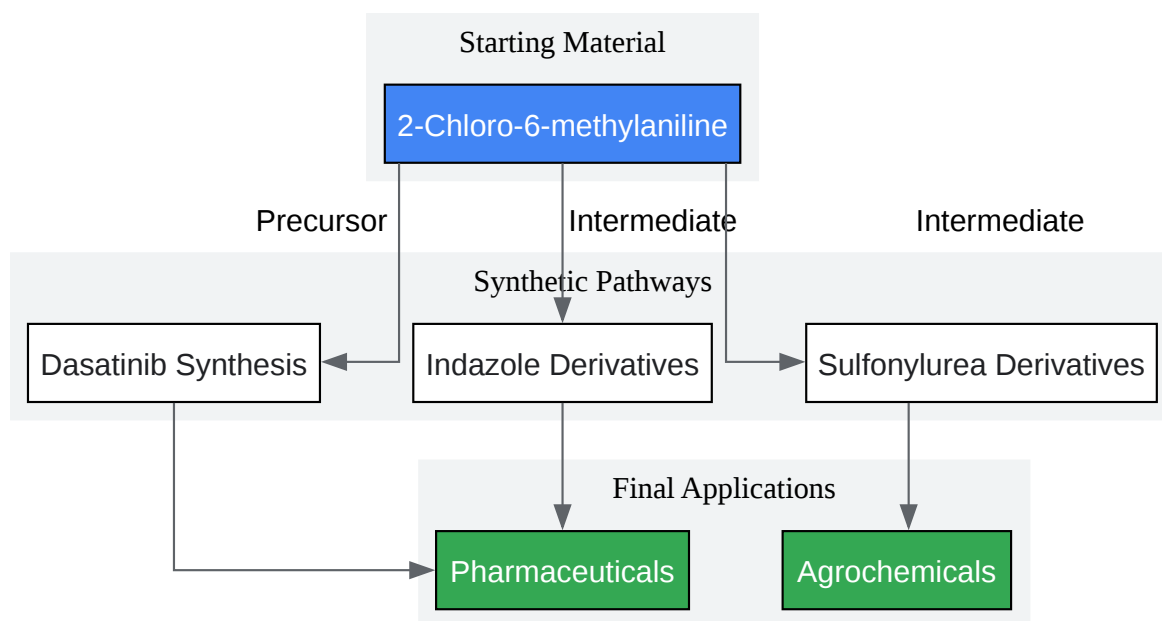 Starting Material
2-Chloro-6-methylaniline
Precursor
Intermediate
Intermediate
Synthetic Pathways
Dasatinib Synthesis
Indazole Derivatives
Sulfonylurea Derivatives
Final Applications
Pharmaceuticals
Agrochemicals